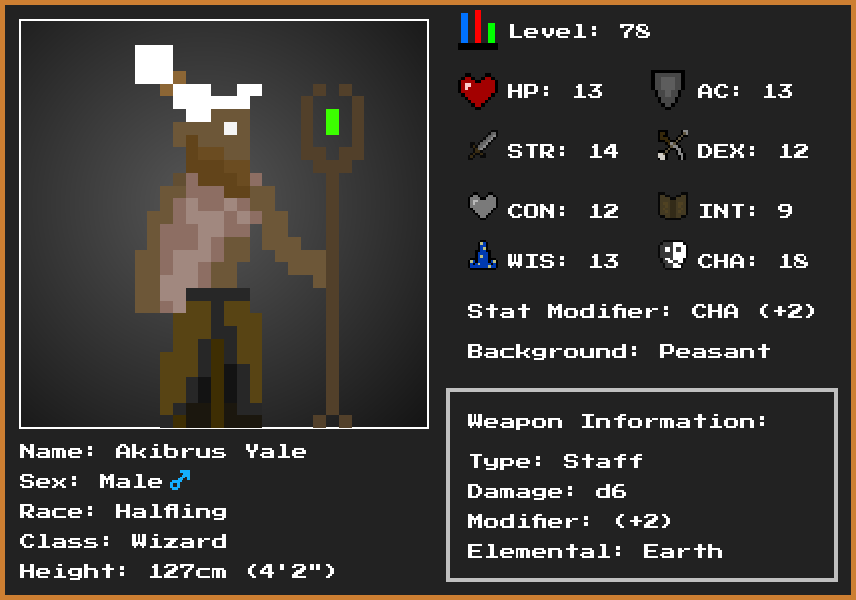 Level: 78
HP: 13
AC: 13
STR: 14
DEX: 12
CON: 12
INT: 9
WIS: 13
CHA: 18
Stat Modifier: CHA (+2)
Background: Peasant
Weapon Information:
Type: Staff
Damage: d6
Modifier: (+2)
Elemental: Earth
Name: Akibrus Yale
Sex: Male♂
Race: Halfling
Class: Wizard
Height: 127cm (4'2")